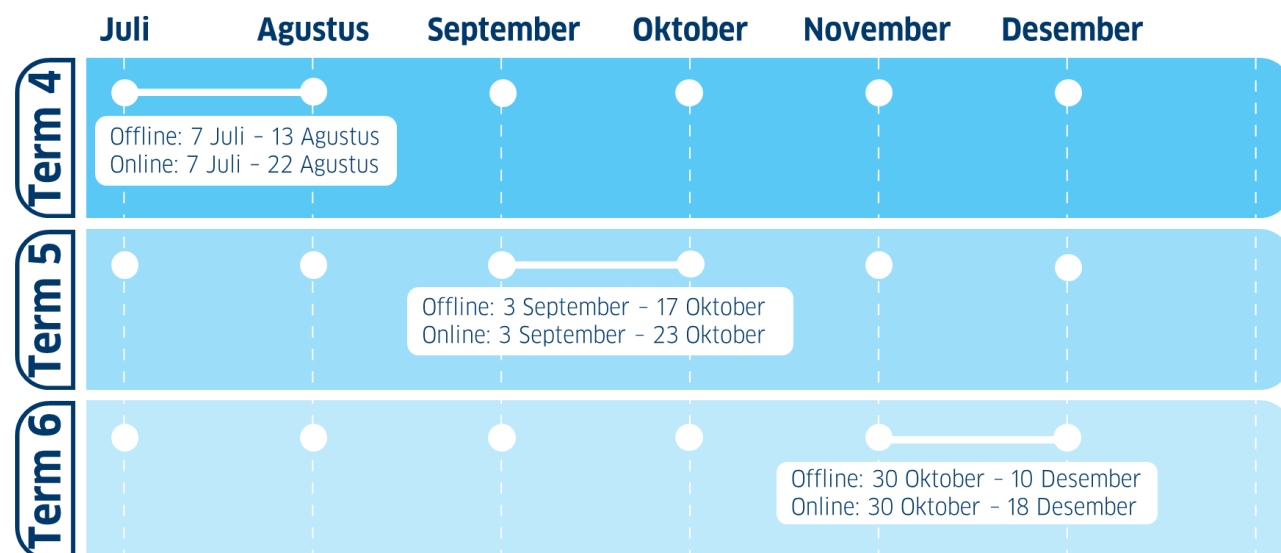 Juli Agustus September Oktober November Desember
Term 4
Offline: 7 Juli – 13 Agustus
Online: 7 Juli – 22 Agustus
Term 5
Offline: 3 September – 17 Oktober
Online: 3 September – 23 Oktober
Term 6
Offline: 30 Oktober – 10 Desember
Online: 30 Oktober – 18 Desember